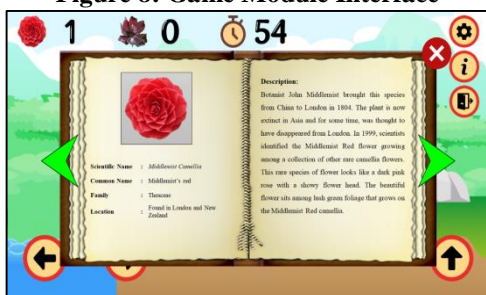 Figure 8: Game Module Interface
1 0 54
Scientific Name : Middlemist Camellia
Common Name : Middlemist's red
Family : Theaceae
Location : Found in London and New
Zealand
Description:
Botanist John Middlemist brought this species
from China to London in 1804. The plant is now
extinct in Asia and for some time, was thought to
have disappeared from London. In 1999, scientists
identified the Middlemist Red flower growing
among a collection of other rare camellia flowers.
This rare species of flower looks like a dark pink
rose with a showy flower head. The beautiful
flower sits among lush green foliage that grows on
the Middlemist Red camellia.
i